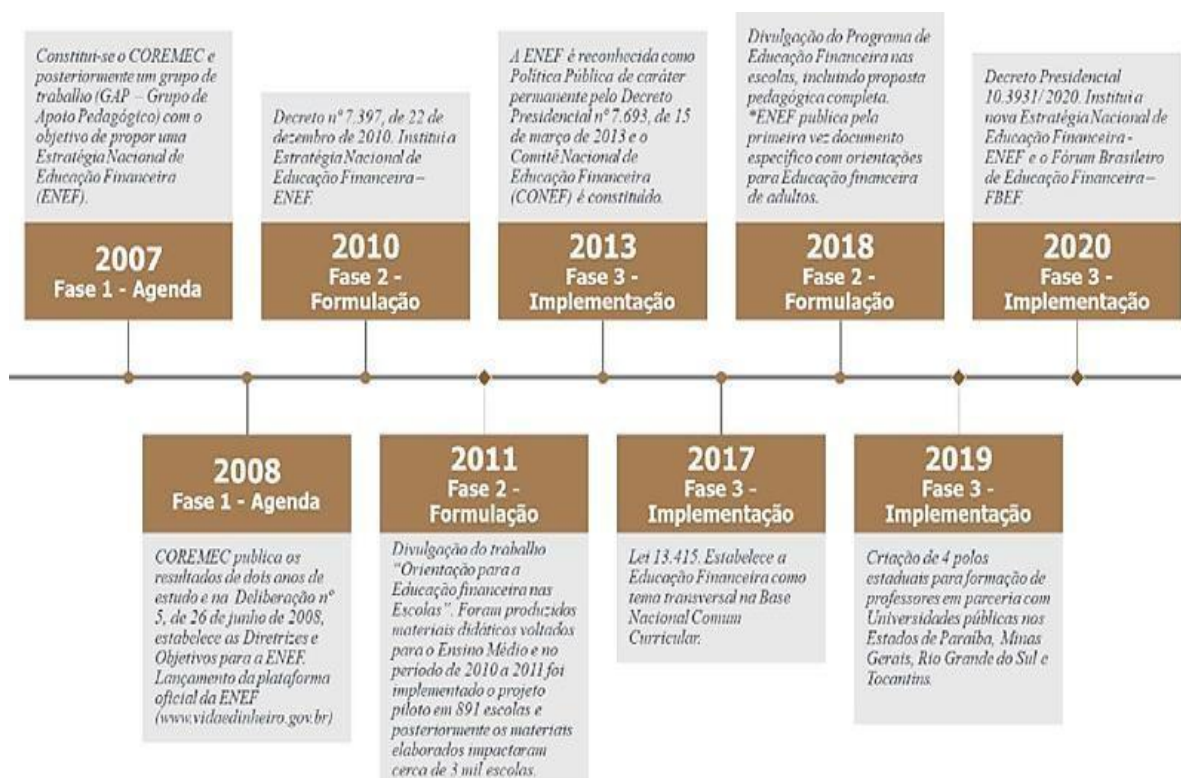 Constitui-se o COREMEC e
posteriormente um grupo de
trabalho (GAP – Grupo de
Apoio Pedagógico) com o
objetivo de propor uma
Estratégia Nacional de
Educação Financeira
(ENEF).
2007
Fase 1 - Agenda
COREMEC publica os
resultados de dois anos de
estudo e na Deliberação nº
5, de 26 de junho de 2008,
estabelece as Diretrizes e
Objetivos para a ENEF.
Lançamento da plataforma
oficial da ENEF
(www.vidaedinheiro.gov.br)
2008
Fase 1 - Agenda
Decreto nº 7.397, de 22 de
dezembro de 2010. Institui a
Estratégia Nacional de
Educação Financeira –
ENEF.
2010
Fase 2 -
Formulação
2011
Fase 2 -
Formulação
Divulgação do trabalho
“Orientação para a
Educação financeira nas
Escolas”. Foram produzidos
materiais didáticos voltados
para o Ensino Médio e no
período de 2010 a 2011 foi
implementado o projeto
piloto em 891 escolas e
posteriormente os materiais
elaborados impactaram
cerca de 3 mil escolas.
A ENEF é reconhecida como
Política Pública de caráter
permanente pelo Decreto
Presidencial nº 7.693, de 15
de março de 2013 e o
Comitê Nacional de
Educação Financeira
(CONEF) é constituído.
2013
Fase 3 -
Implementação
2017
Fase 3 -
Implementação
Lei 13.415. Estabelece a
Educação Financeira como
tema transversal na Base
Nacional Comum
Curricular.
Divulgação do Programa de
Educação Financeira nas
escolas, incluindo proposta
pedagógica completa.
*ENEF publica pela
primeira vez documento
específico com orientações
para Educação financeira
de adultos.
2018
Fase 2 -
Formulação
2019
Fase 3 -
Implementação
Criação de 4 polos
estaduais para formação de
professores em parceria com
Universidades públicas nos
Estados de Paraíba, Minas
Gerais, Rio Grande do Sul e
Tocantins.
Decreto Presidencial
10.3931/2020. Institui a
nova Estratégia Nacional de
Educação Financeira -
ENEF e o Fórum Brasileiro
de Educação Financeira –
FBEF.
2020
Fase 3 -
Implementação